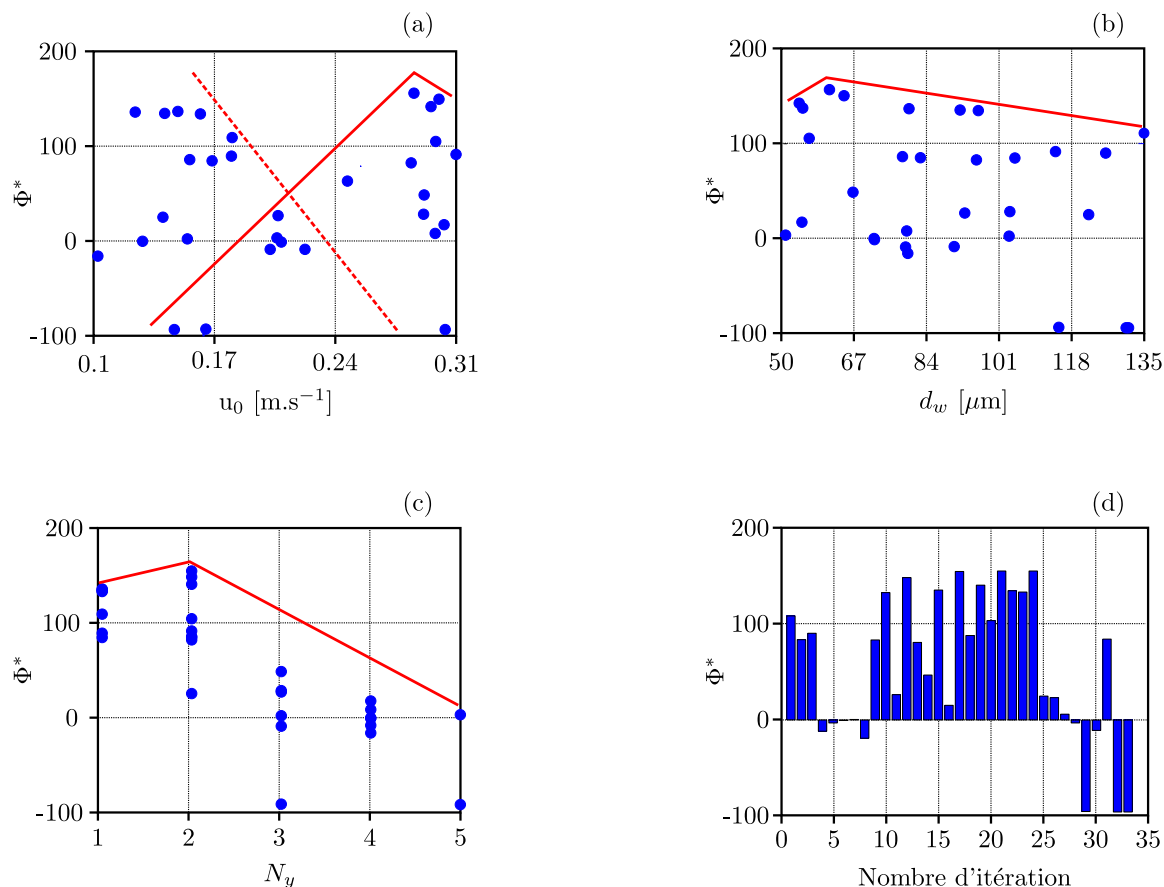 (a)
200
100
0
-100
Φ*
0.1 0.17 0.24 0.31
u₀ [m.s⁻¹]
(b)
200
100
0
-100
Φ*
50 67 84 101 118 135
d_w [μm]
(c)
200
100
0
-100
Φ*
1 2 3 4 5
N_y
(d)
200
100
0
-100
Φ*
0 5 10 15 20 25 30 35
Nombre d'itération